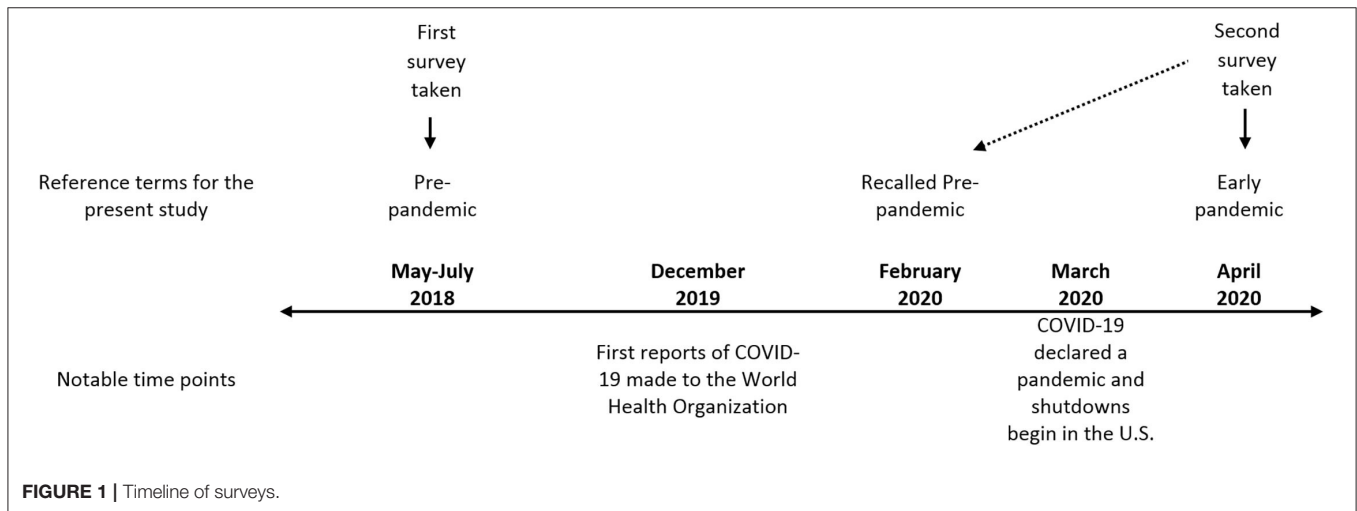 First
survey
taken
Second
survey
taken
Reference terms for the
present study
Pre-
pandemic
Recalled Pre-
pandemic
Early
pandemic
May-July
2018
December
2019
February
2020
March
2020
April
2020
Notable time points
First reports of COVID-
19 made to the World
Health Organization
COVID-19
declared a
pandemic and
shutdowns
begin in the U.S.
FIGURE 1 | Timeline of surveys.